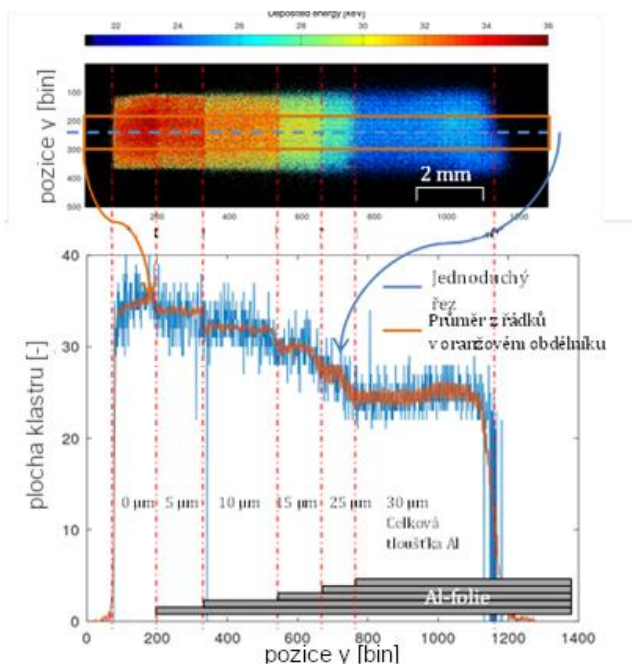 Deposited energy [keV]
22 24 26 28 30 32 34 36
pozice y [bin]
100
200
300
400
500
2 mm
200 400 600 800 1000 1200
40
30
20
10
0
plocha klastru [-]
Jednoduchý
řez
Průměr z řádků
v oranžovém obdélníku
0 µm 5 µm 10 µm 15 µm 25 µm 30 µm
Celková
tloušťka Al
Al-folie
0 200 400 600 800 1000 1200 1400
pozice y [bin]